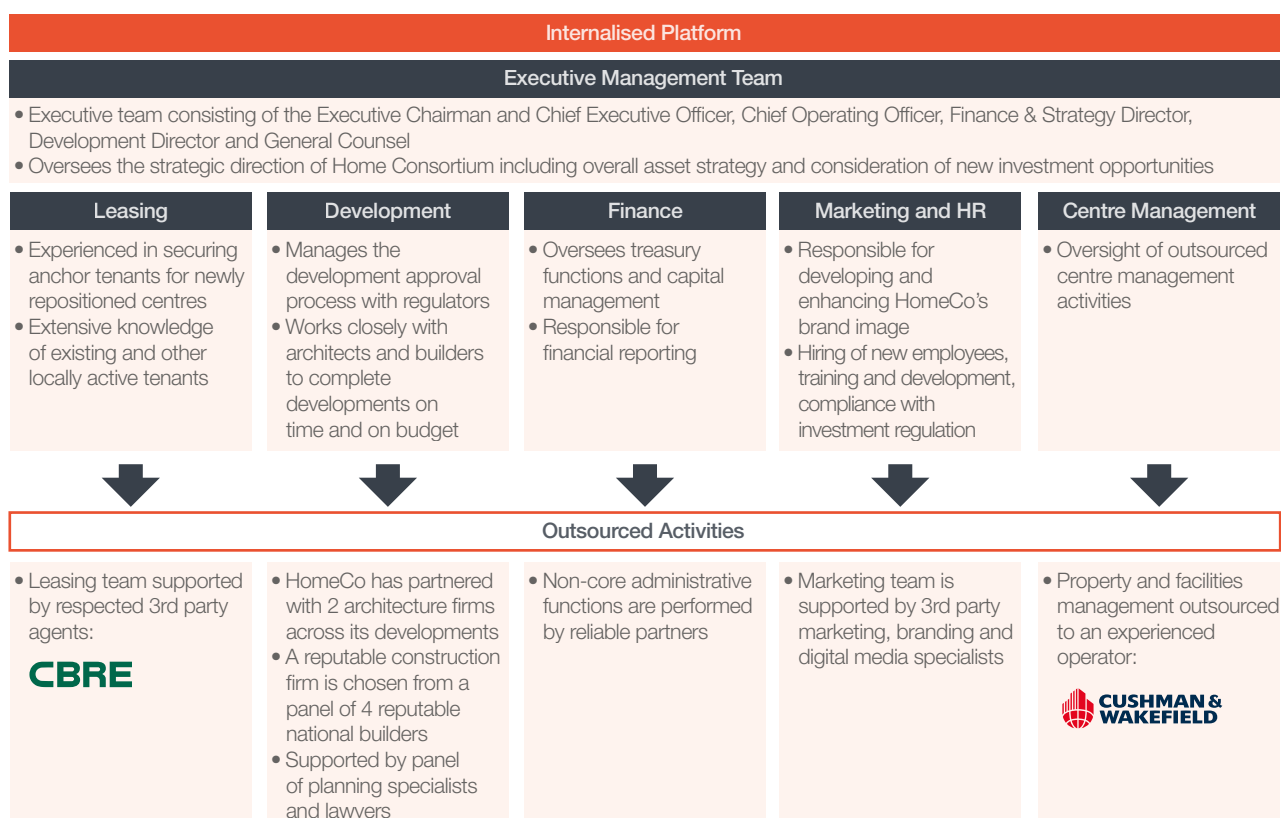 Internalised Platform
Executive Management Team
• Executive team consisting of the Executive Chairman and Chief Executive Officer, Chief Operating Officer, Finance & Strategy Director,
Development Director and General Counsel
• Oversees the strategic direction of Home Consortium including overall asset strategy and consideration of new investment opportunities
Leasing
• Experienced in securing
anchor tenants for newly
repositioned centres
• Extensive knowledge
of existing and other
locally active tenants
Development
• Manages the
development approval
process with regulators
• Works closely with
architects and builders
to complete
developments on
time and on budget
Finance
• Oversees treasury
functions and capital
management
• Responsible for
financial reporting
Marketing and HR
• Responsible for
developing and
enhancing HomeCo’s
brand image
• Hiring of new employees,
training and development,
compliance with
investment regulation
Centre Management
• Oversight of outsourced
centre management
activities
Outsourced Activities
• Leasing team supported
by respected 3rd party
agents:
CBRE
• HomeCo has partnered
with 2 architecture firms
across its developments
• A reputable construction
firm is chosen from a
panel of 4 reputable
national builders
• Supported by panel
of planning specialists
and lawyers
• Non-core administrative
functions are performed
by reliable partners
• Marketing team is
supported by 3rd party
marketing, branding and
digital media specialists
• Property and facilities
management outsourced
to an experienced
operator:
CUSHMAN &
WAKEFIELD